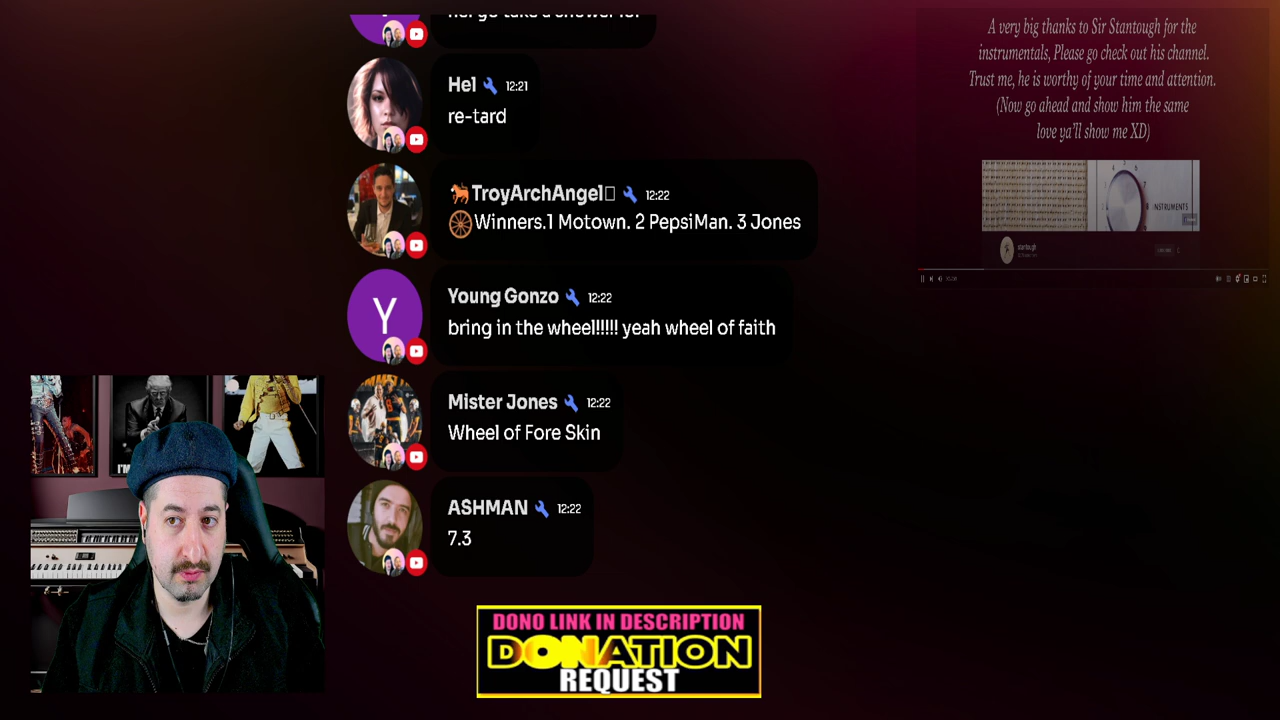 Hel 12:21
re-tard
TroyArchAngel 12:22
Winners.1 Motown. 2 PepsiMan. 3 Jones
Young Gonzo 12:22
bring in the wheel!!!!! yeah wheel of faith
Y
Mister Jones 12:22
Wheel of Fore Skin
ASHMAN 12:22
7.3
A very big thanks to Sir Stantough for the
instrumentals, Please go check out his channel.
Trust me, he is worthy of your time and attention.
(Now go ahead and show him the same
love ya'll show me XD)
INSTRUMENTS
stantough
I'M
DONO LINK IN DESCRIPTION
DONATION
REQUEST